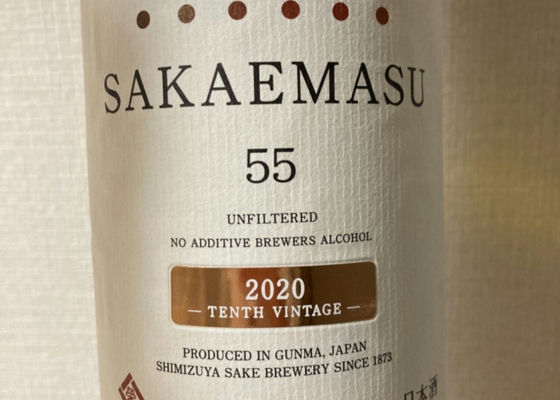 SAKAEMASU
55
UNFILTERED
NO ADDITIVE BREWERS ALCOHOL
2020
— TENTH VINTAGE —
PRODUCED IN GUNMA, JAPAN
SHIMIZUYA SAKE BREWERY SINCE 1873
日本酒